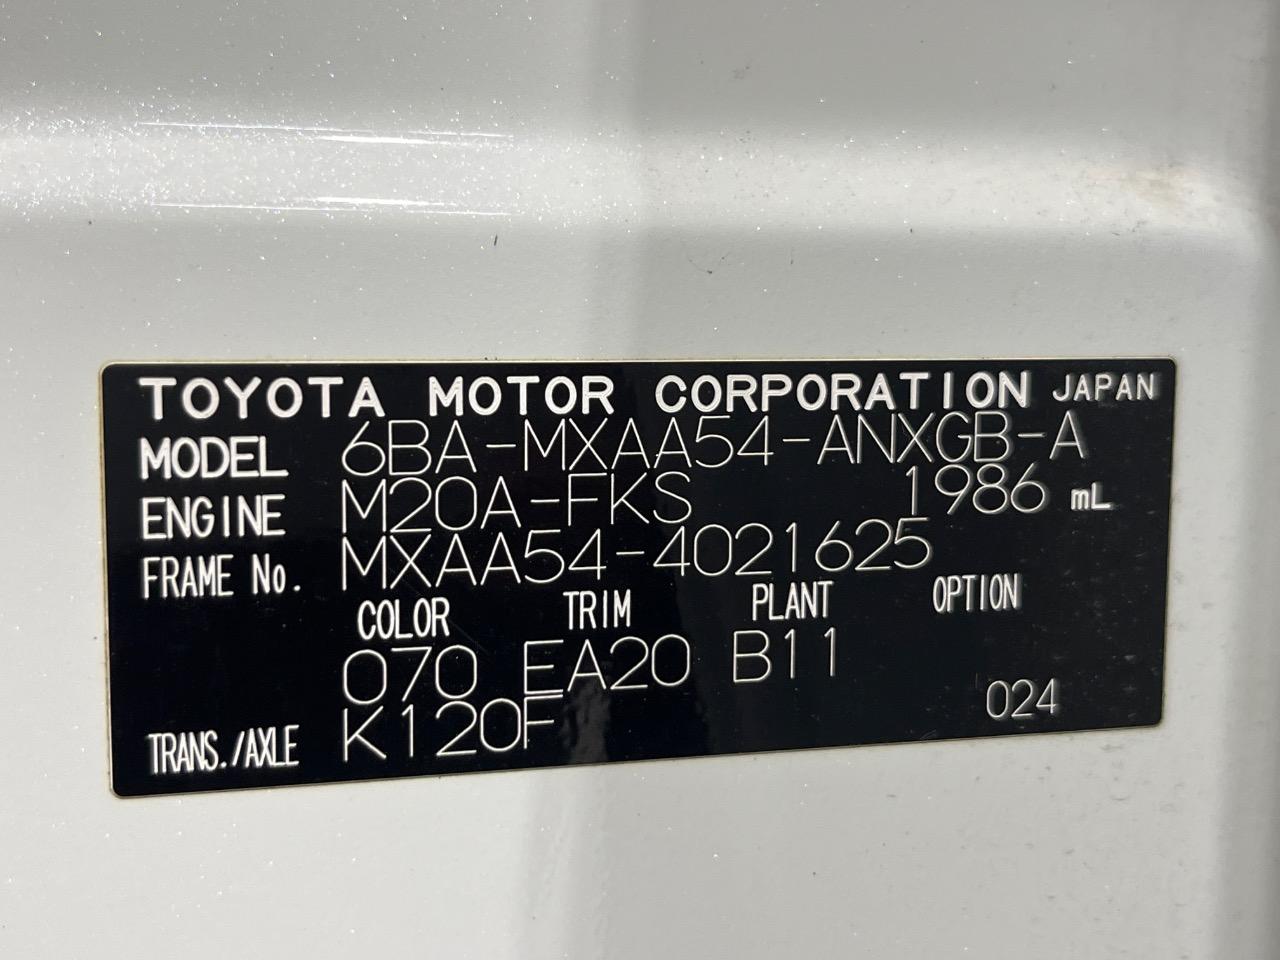 TOYOTA MOTOR CORPORATION JAPAN
MODEL 6BA-MXAA54-ANXGB-A
ENGINE M20A-FKS 1986 mL
FRAME No. MXAA54-4021625
COLOR TRIM PLANT OPTION
070 EA20 B11
TRANS./AXLE K120F 024